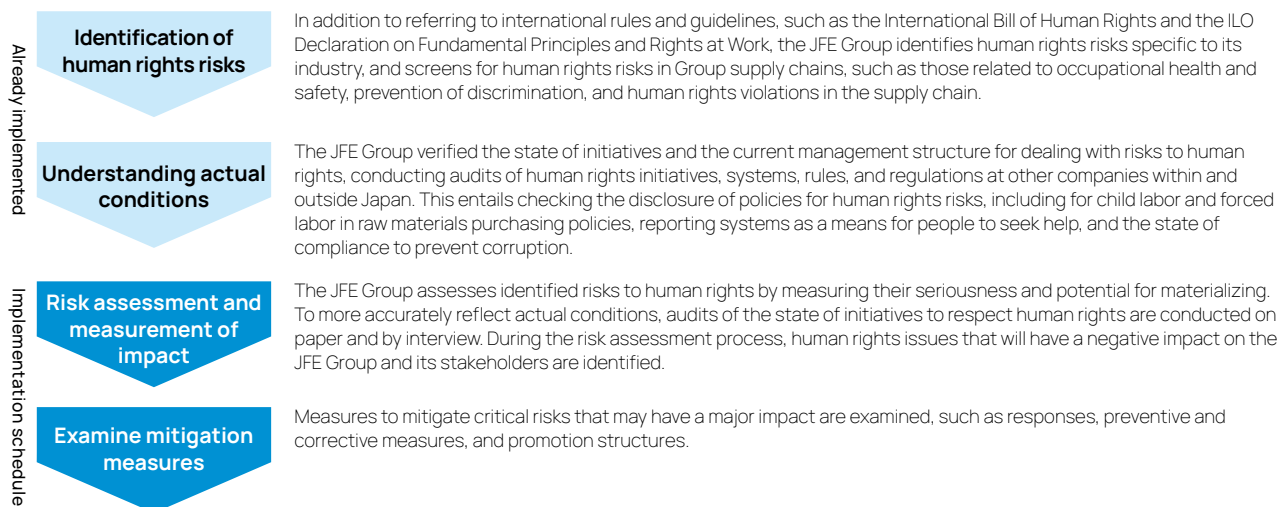 Already implemented
Identification of
human rights risks
In addition to referring to international rules and guidelines, such as the International Bill of Human Rights and the ILO
Declaration on Fundamental Principles and Rights at Work, the JFE Group identifies human rights risks specific to its
industry, and screens for human rights risks in Group supply chains, such as those related to occupational health and
safety, prevention of discrimination, and human rights violations in the supply chain.
Understanding actual
conditions
The JFE Group verified the state of initiatives and the current management structure for dealing with risks to human
rights, conducting audits of human rights initiatives, systems, rules, and regulations at other companies within and
outside Japan. This entails checking the disclosure of policies for human rights risks, including for child labor and forced
labor in raw materials purchasing policies, reporting systems as a means for people to seek help, and the state of
compliance to prevent corruption.
Implementation schedule
Risk assessment and
measurement of
impact
The JFE Group assesses identified risks to human rights by measuring their seriousness and potential for materializing.
To more accurately reflect actual conditions, audits of the state of initiatives to respect human rights are conducted on
paper and by interview. During the risk assessment process, human rights issues that will have a negative impact on the
JFE Group and its stakeholders are identified.
Examine mitigation
measures
Measures to mitigate critical risks that may have a major impact are examined, such as responses, preventive and
corrective measures, and promotion structures.